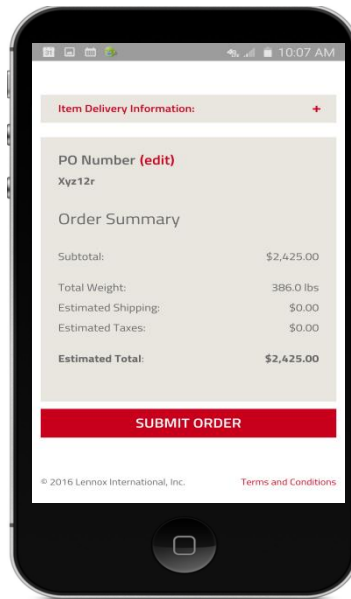 31
10:07 AM
Item Delivery Information: +
PO Number (edit)
Xyz12r
Order Summary
Subtotal: $2,425.00
Total Weight: 386.0 lbs
Estimated Shipping: $0.00
Estimated Taxes: $0.00
Estimated Total: $2,425.00
SUBMIT ORDER
© 2016 Lennox International, Inc. Terms and Conditions